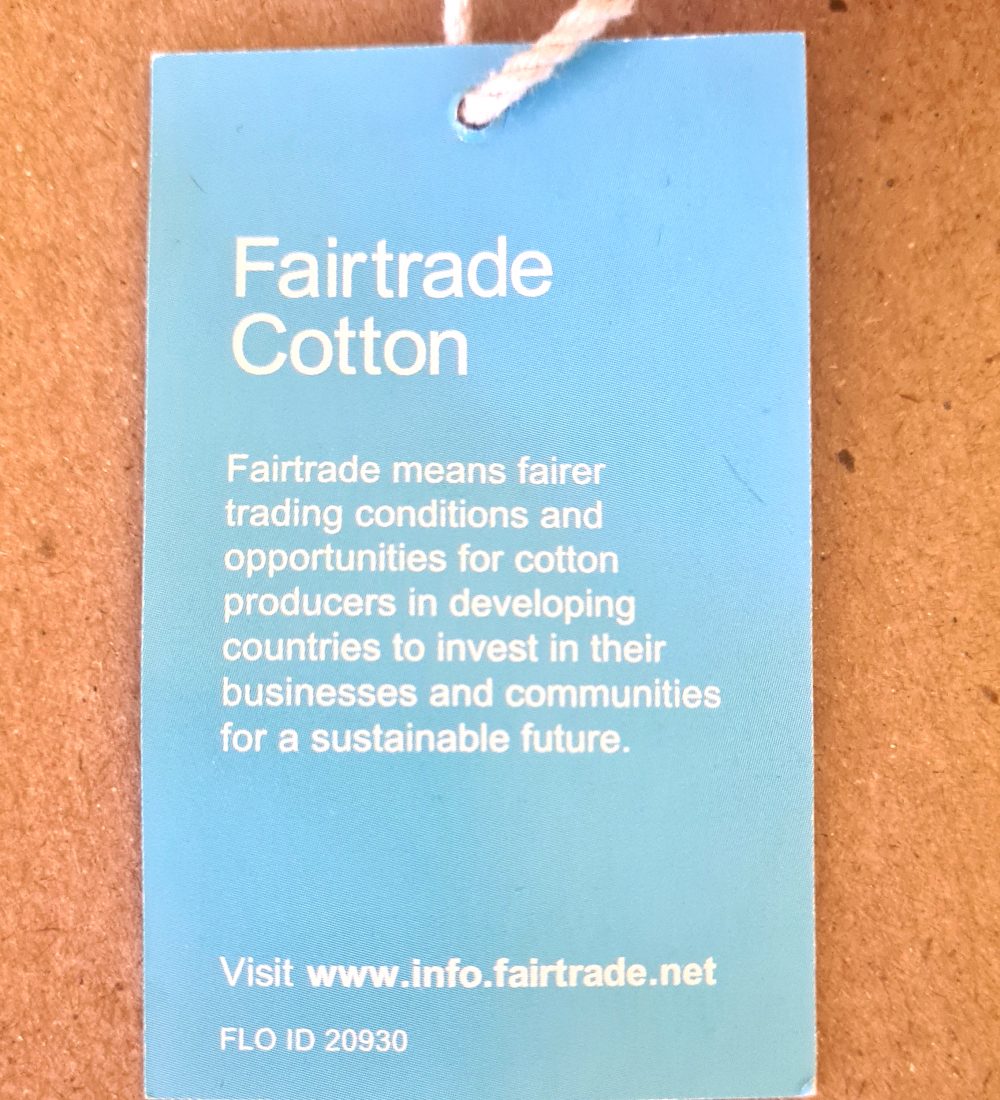 Fairtrade
Cotton
Fairtrade means fairer
trading conditions and
opportunities for cotton
producers in developing
countries to invest in their
businesses and communities
for a sustainable future.
Visit www.info.fairtrade.net
FLO ID 20930